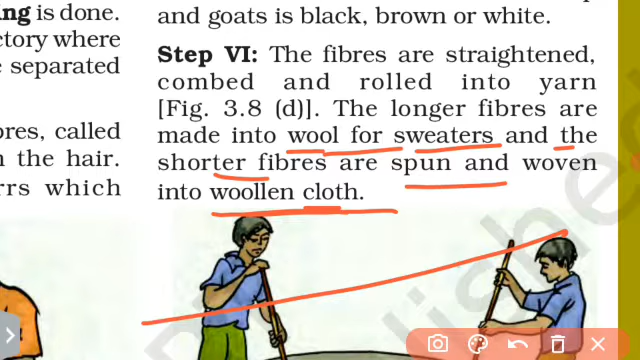 ing is done.
ctory where
separated
ores, called
the hair.
rrs which
and goats is black, brown or white.
Step VI: The fibres are straightened,
combed and rolled into yarn
[Fig. 3.8 (d)]. The longer fibres are
made into wool for sweaters and the
shorter fibres are spun and woven
into woollen cloth.